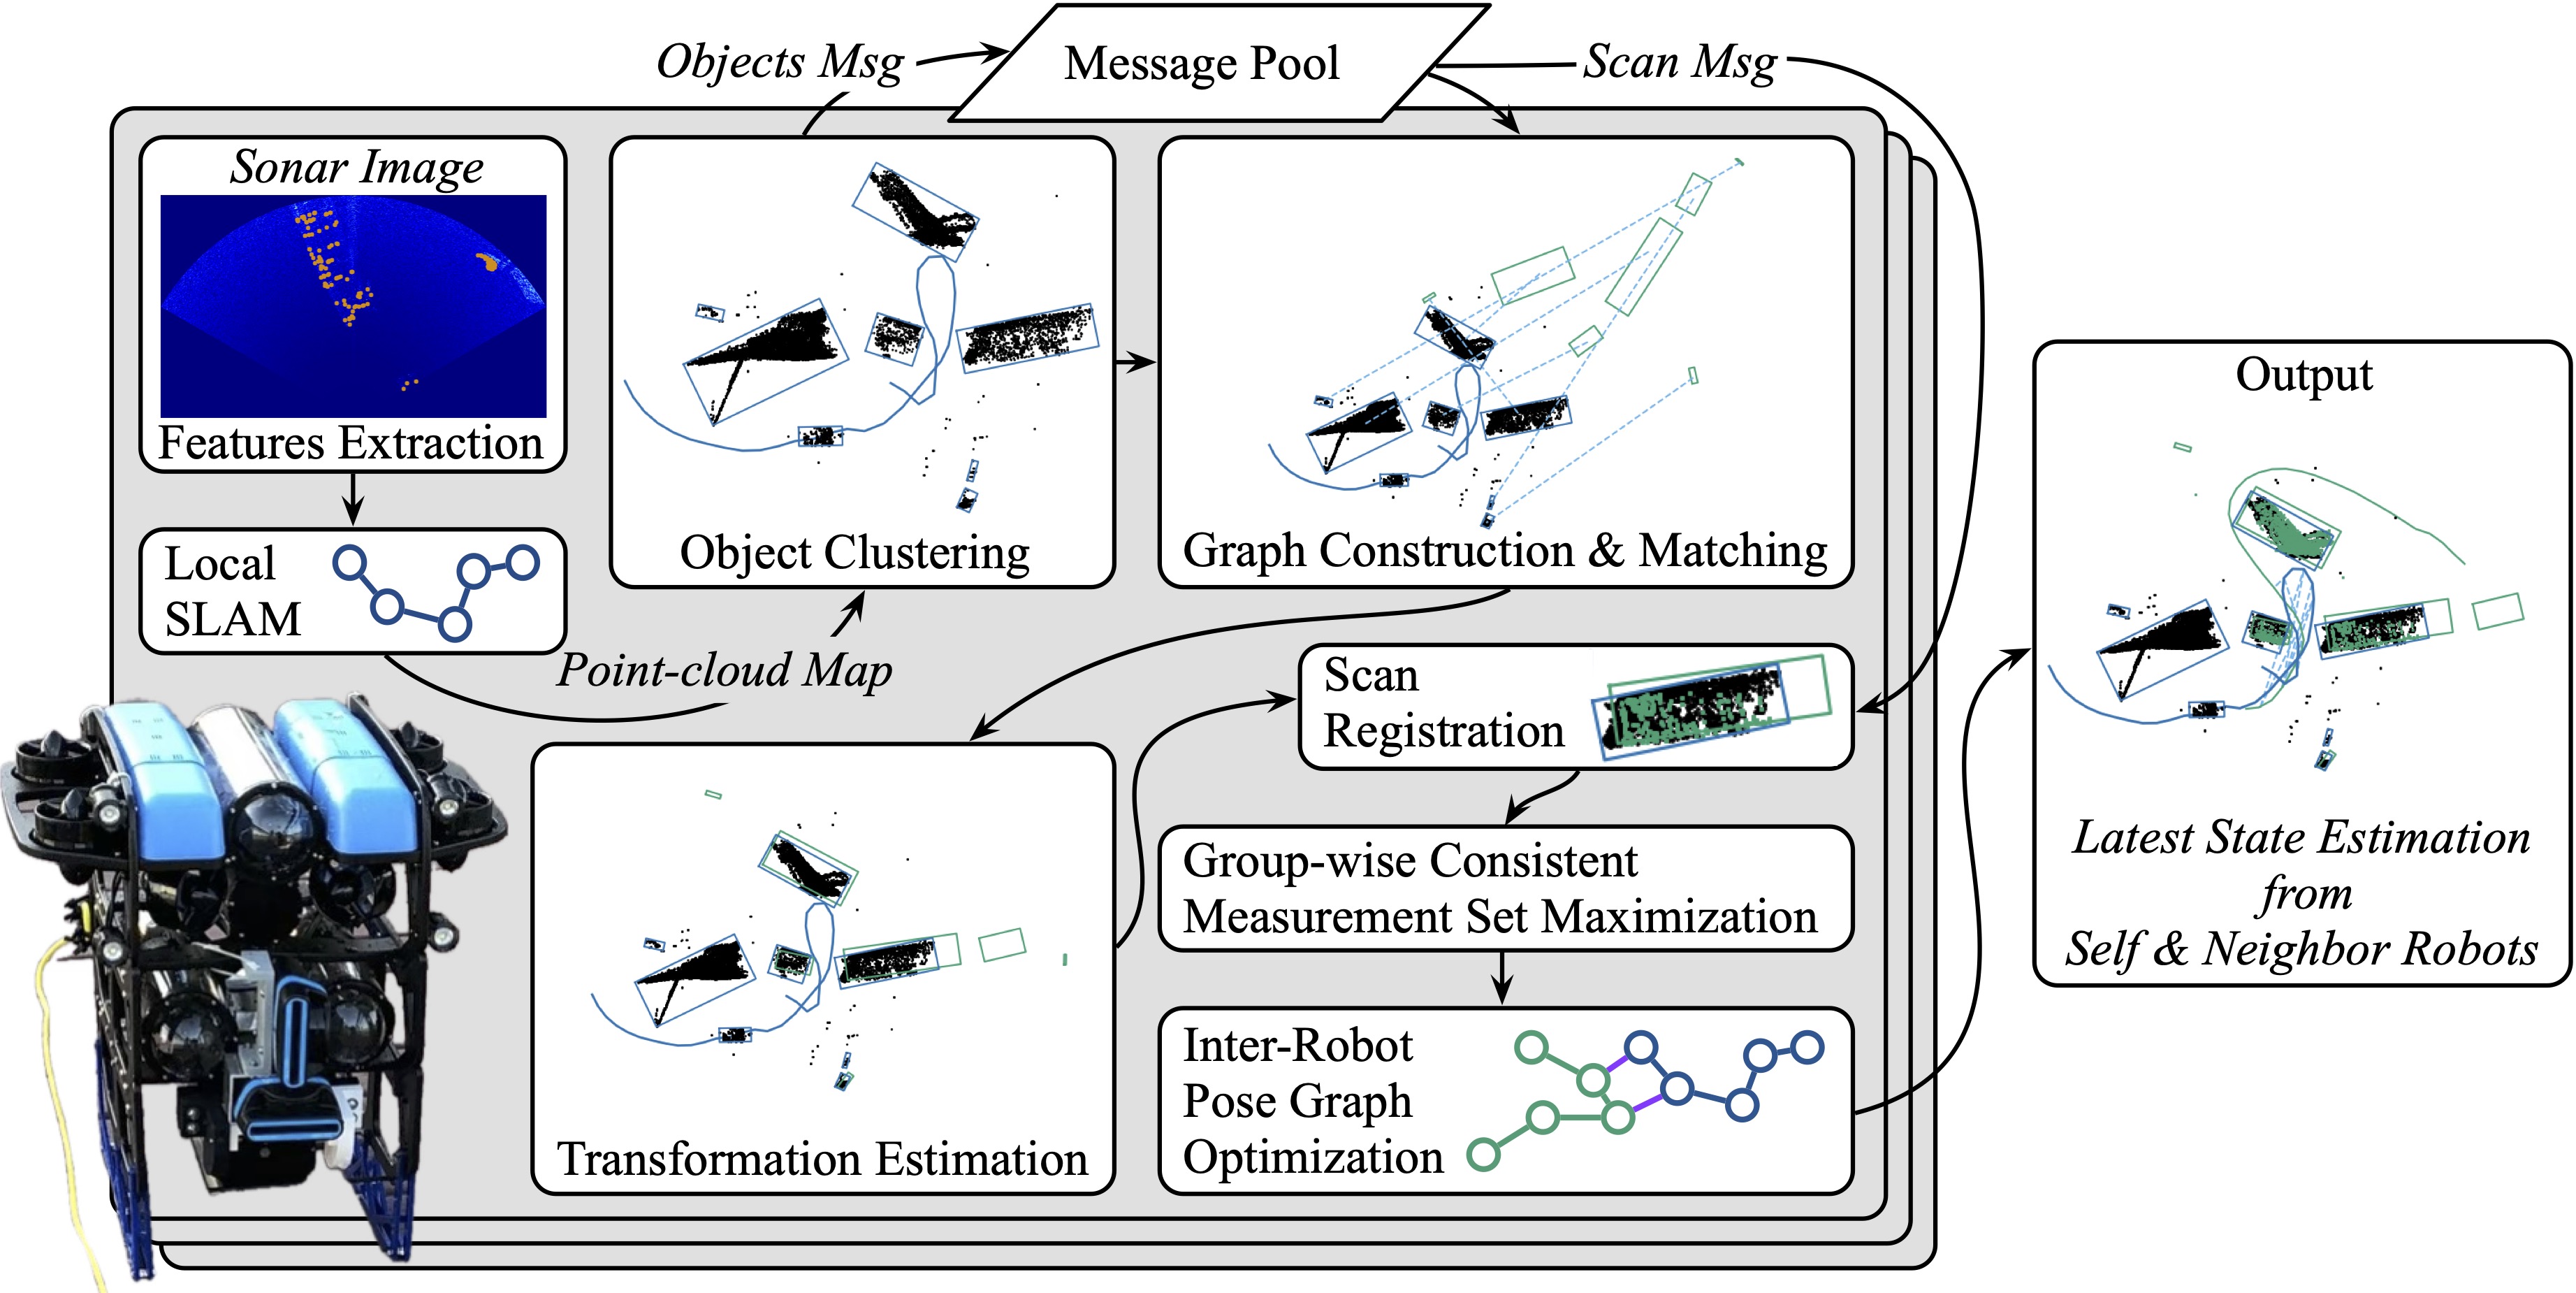 Objects Msg
Message Pool
Scan Msg
Sonar Image
Features Extraction
Local
SLAM
Point-cloud Map
Object Clustering
Graph Construction & Matching
Transformation Estimation
Scan
Registration
Group-wise Consistent
Measurement Set Maximization
Inter-Robot
Pose Graph
Optimization
Output
Latest State Estimation
from
Self & Neighbor Robots